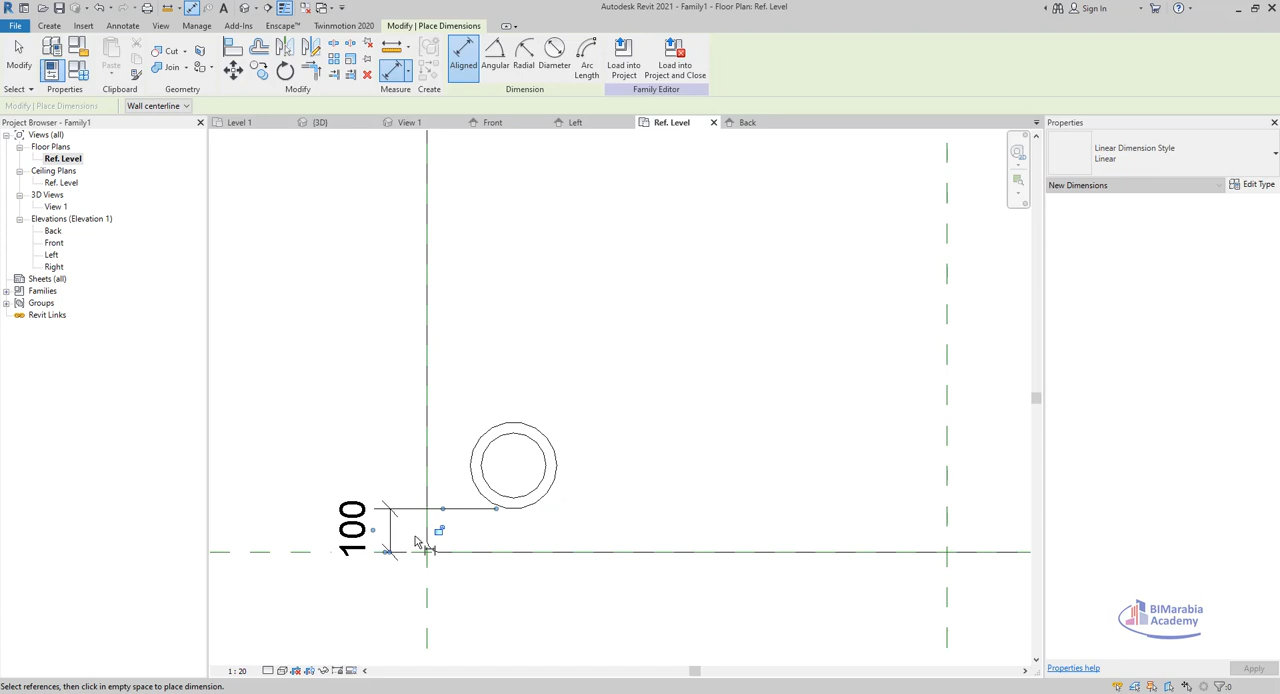 Autodesk Revit 2021 - Family1 - Floor Plan: Ref. Level
Sign In
File Create Insert Annotate View Manage Add-Ins Enscape™ Twinmotion 2020 Modify | Place Dimensions
Modify Paste Cut Join Aligned Angular Radial Diameter Arc Length Load into Project Load into Project and Close
Select Properties Clipboard Geometry Modify Measure Create Dimension Family Editor
Modify | Place Dimensions Wall centerline
Project Browser - Family1
Level 1 {3D} View 1 Front Left Ref. Level Back
Properties
Views (all)
Floor Plans
Ref. Level
Ceiling Plans
Ref. Level
3D Views
View 1
Elevations (Elevation 1)
Back
Front
Left
Right
Sheets (all)
Families
Groups
Revit Links
Linear Dimension Style
Linear
New Dimensions Edit Type
100
BIMarabia
Academy
Properties help Apply
1 : 20
Select references, then click in empty space to place dimension.
:0